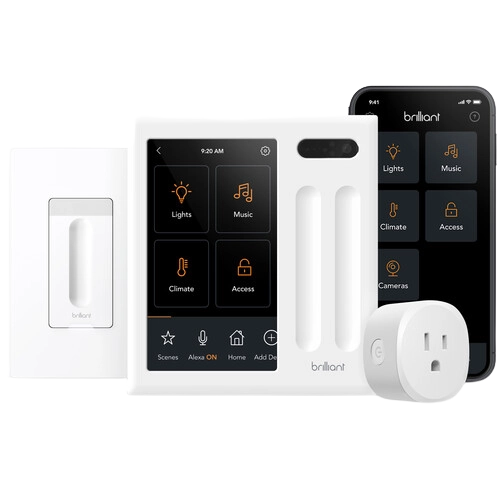 brilliant
9:20 AM
Lights
Music
Climate
Access
Scenes
Alexa ON
Home
Add De
brilliant
9:41
brilliant
Lights
Music
Climate
Access
Cameras